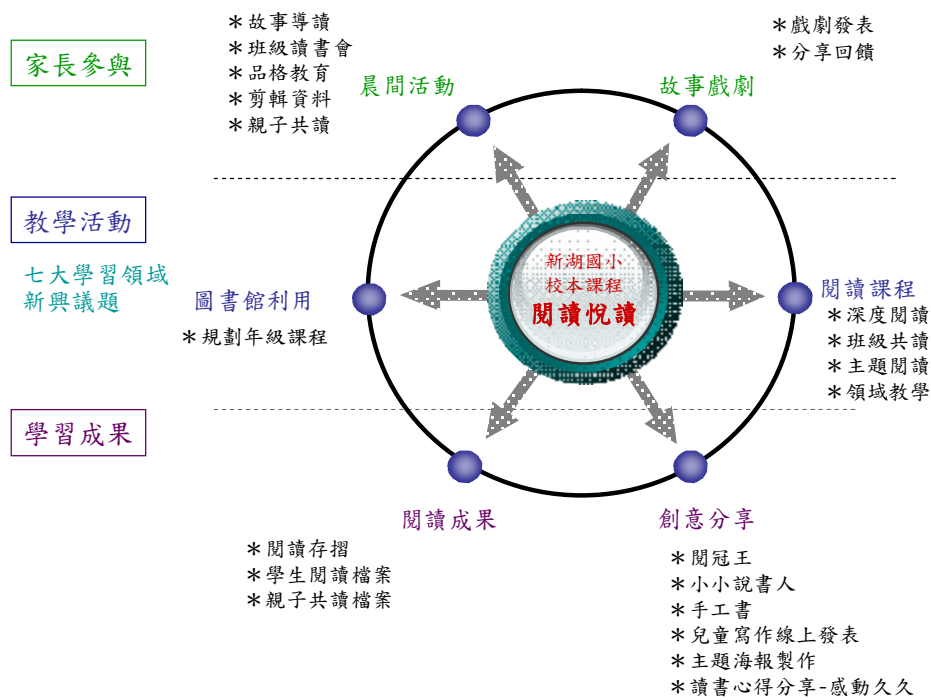 家長參與
＊故事導讀
＊班級讀書會
＊品格教育
＊剪輯資料
＊親子共讀
晨間活動
＊戲劇發表
＊分享回饋
故事戲劇
教學活動
七大學習領域
新興議題
圖書館利用
＊規劃年級課程
新湖國小
校本課程
閱讀悅讀
閱讀課程
＊深度閱讀
＊班級共讀
＊主題閱讀
＊領域教學
學習成果
閱讀成果
＊閱讀存摺
＊學生閱讀檔案
＊親子共讀檔案
創意分享
＊閱冠王
＊小小說書人
＊手工書
＊兒童寫作線上發表
＊主題海報製作
＊讀書心得分享-感動久久